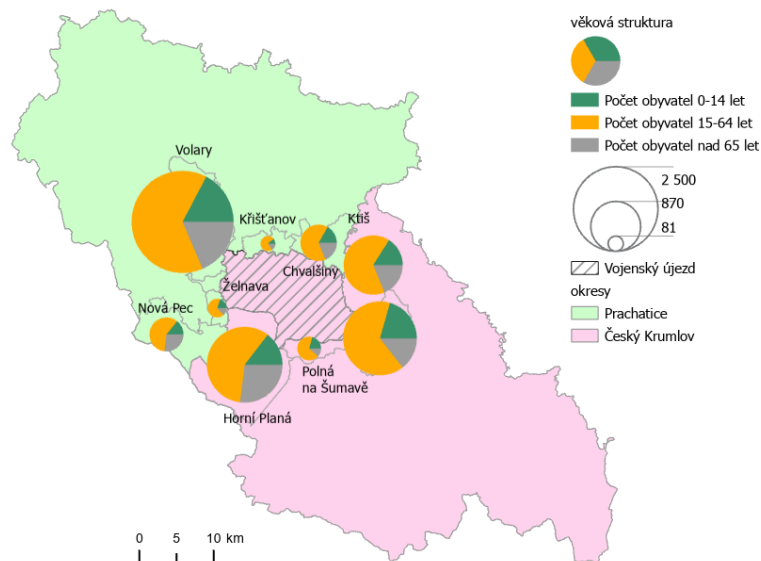 věková struktura
Počet obyvatel 0-14 let
Počet obyvatel 15-64 let
Počet obyvatel nad 65 let
2 500
870
81
Vojenský újezd
okresy
Prachatice
Český Krumlov
Volary
Křišťanov
Ktiš
Chvalšiny
Želnava
Nová Pec
Polná
na Šumavě
Horní Planá
0 5 10 km